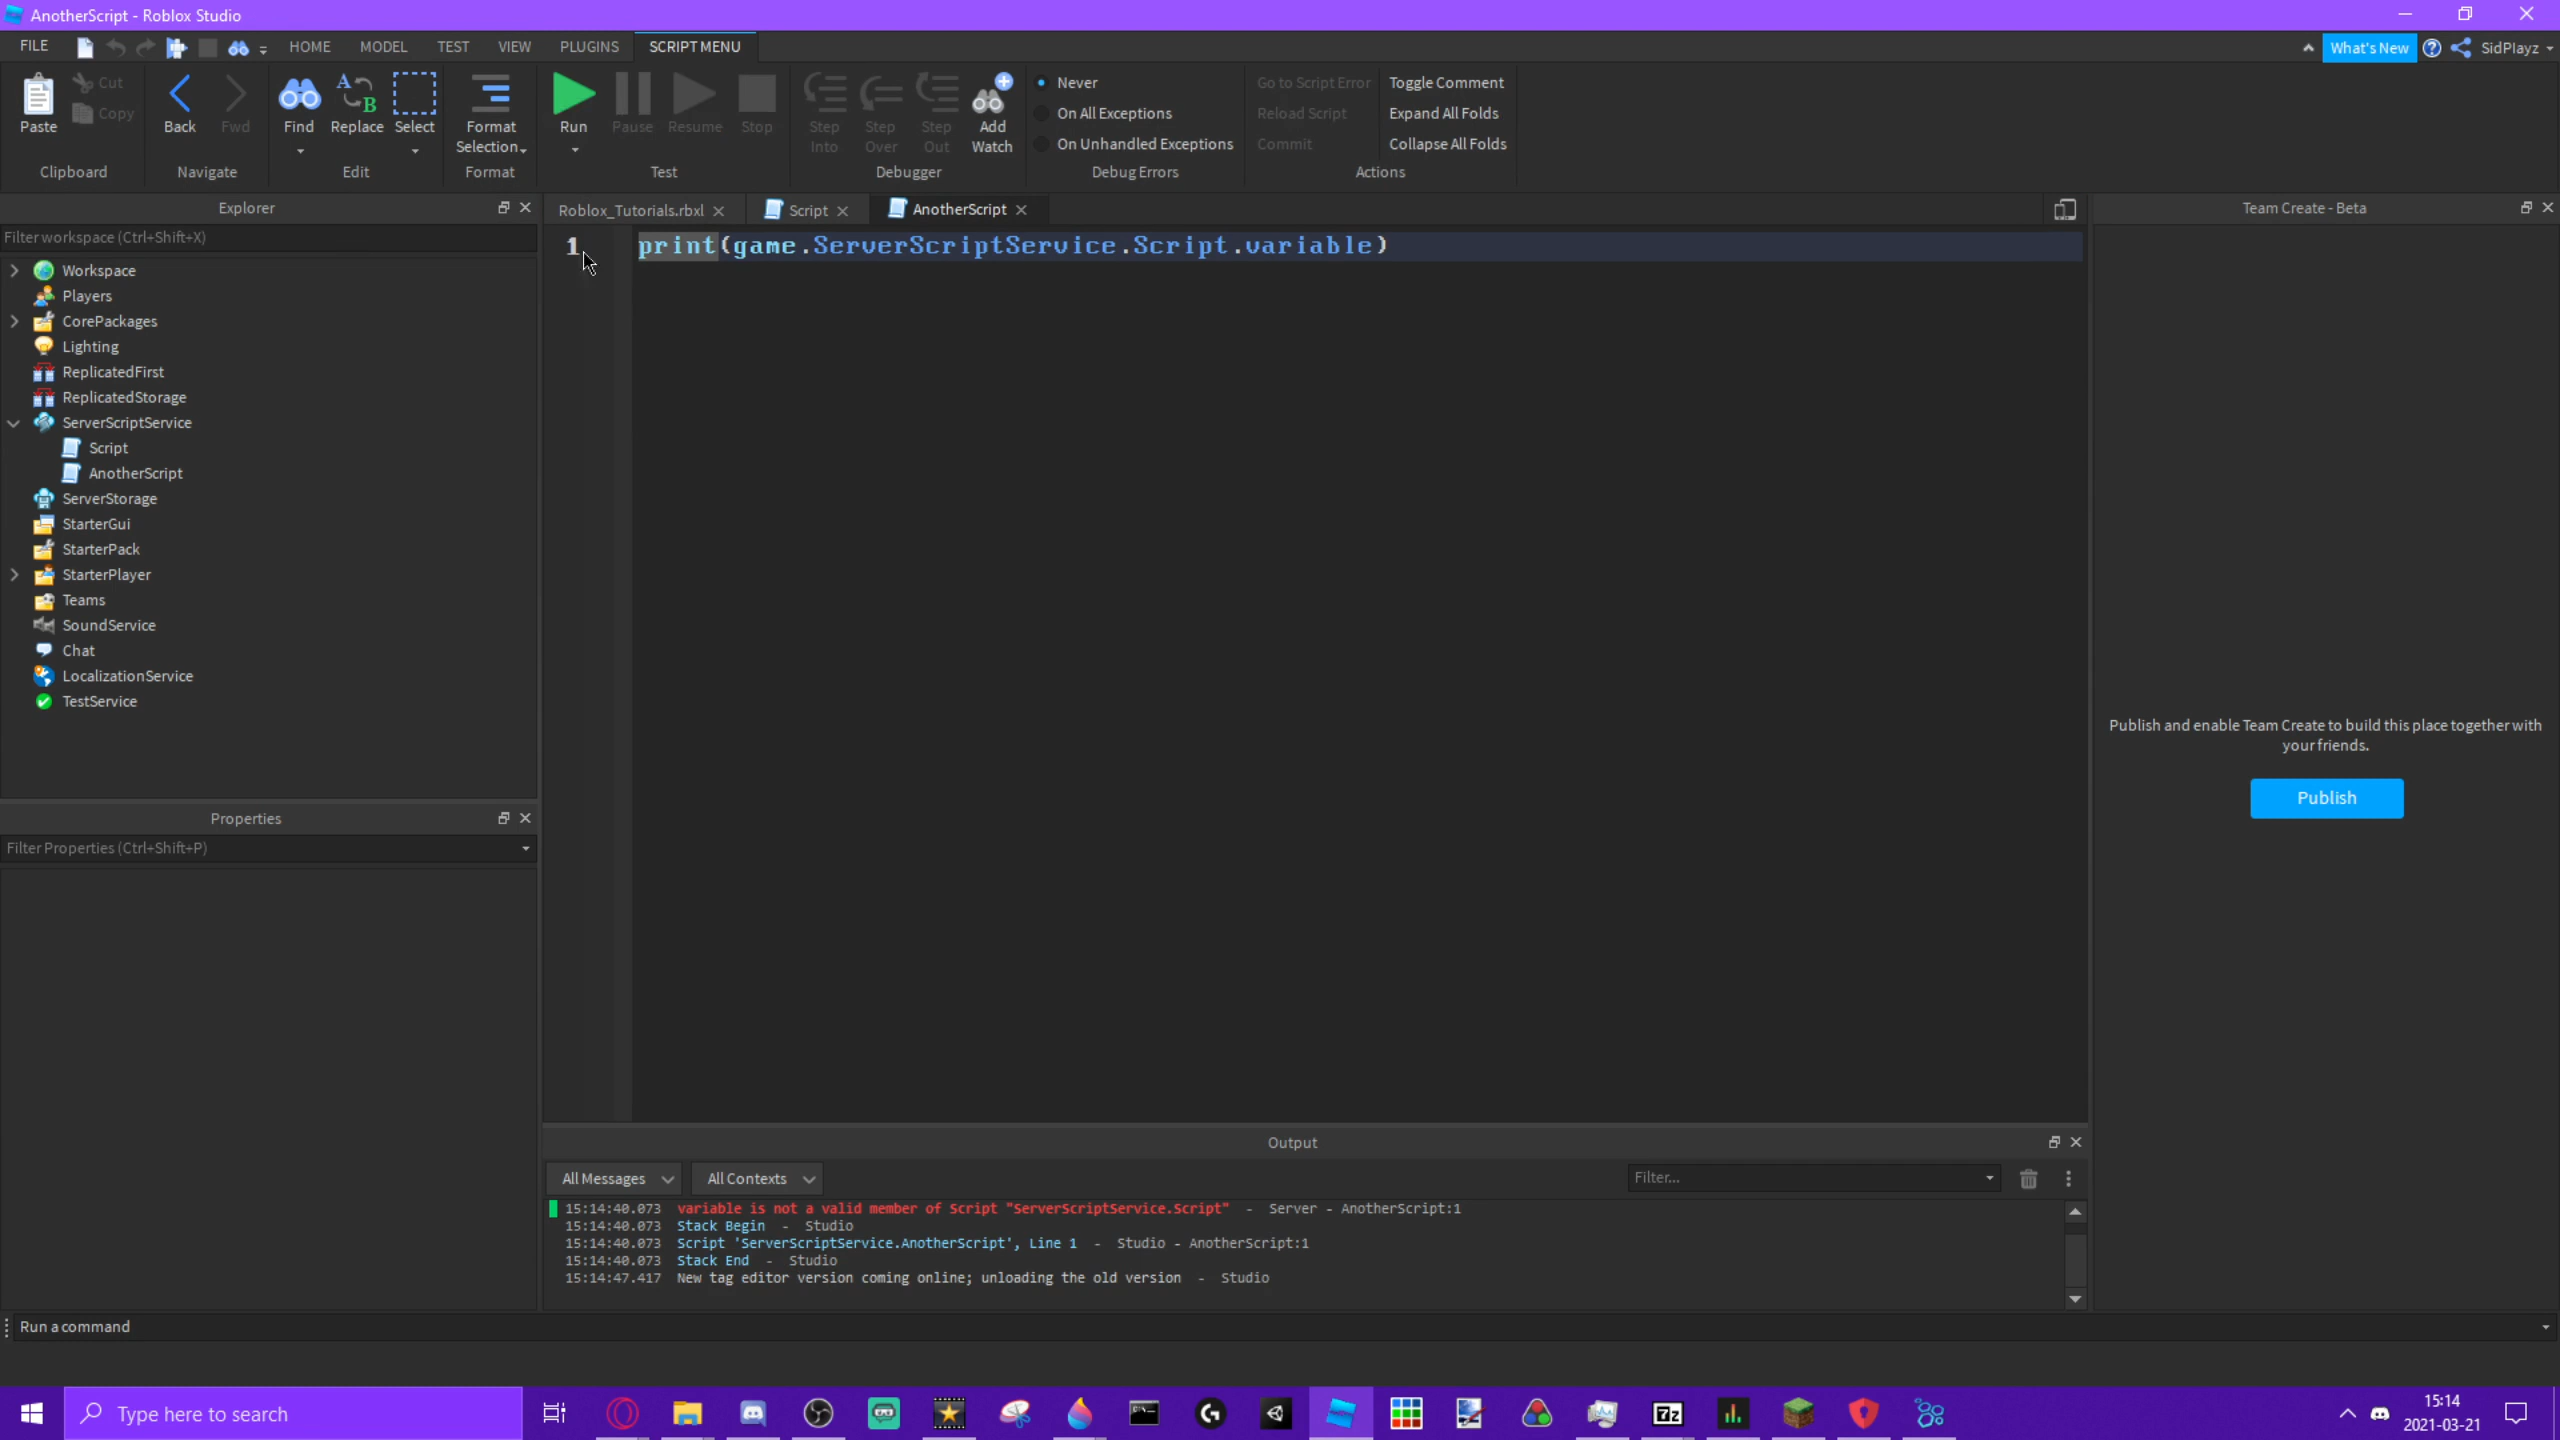 AnotherScript - Roblox Studio
FILE HOME MODEL TEST VIEW PLUGINS SCRIPT MENU What's New SidPlayz
Paste Cut Copy
Clipboard
Back Fwd
Navigate
Find Replace Select
Edit
Format Selection
Format
Run Pause Resume Stop
Test
Step Into Step Over Step Out Add Watch
Debugger
Never
On All Exceptions
On Unhandled Exceptions
Debug Errors
Go to Script Error Toggle Comment
Reload Script Expand All Folds
Commit Collapse All Folds
Actions
Explorer
Filter workspace (Ctrl+Shift+X)
Workspace
Players
CorePackages
Lighting
ReplicatedFirst
ReplicatedStorage
ServerScriptService
Script
AnotherScript
ServerStorage
StarterGui
StarterPack
StarterPlayer
Teams
SoundService
Chat
LocalizationService
TestService
Properties
Filter Properties (Ctrl+Shift+P)
Roblox_Tutorials.rbxl Script AnotherScript
1 print(game.ServerScriptService.Script.variable)
Team Create - Beta
Publish and enable Team Create to build this place together with
your friends.
Publish
Output
All Messages All Contexts Filter...
15:14:40.073 variable is not a valid member of Script "ServerScriptService.Script" - Server - AnotherScript:1
15:14:40.073 Stack Begin - Studio
15:14:40.073 Script 'ServerScriptService.AnotherScript', Line 1 - Studio - AnotherScript:1
15:14:40.073 Stack End - Studio
15:14:47.417 New tag editor version coming online; unloading the old version - Studio
Run a command
Type here to search
7z
15:14
2021-03-21